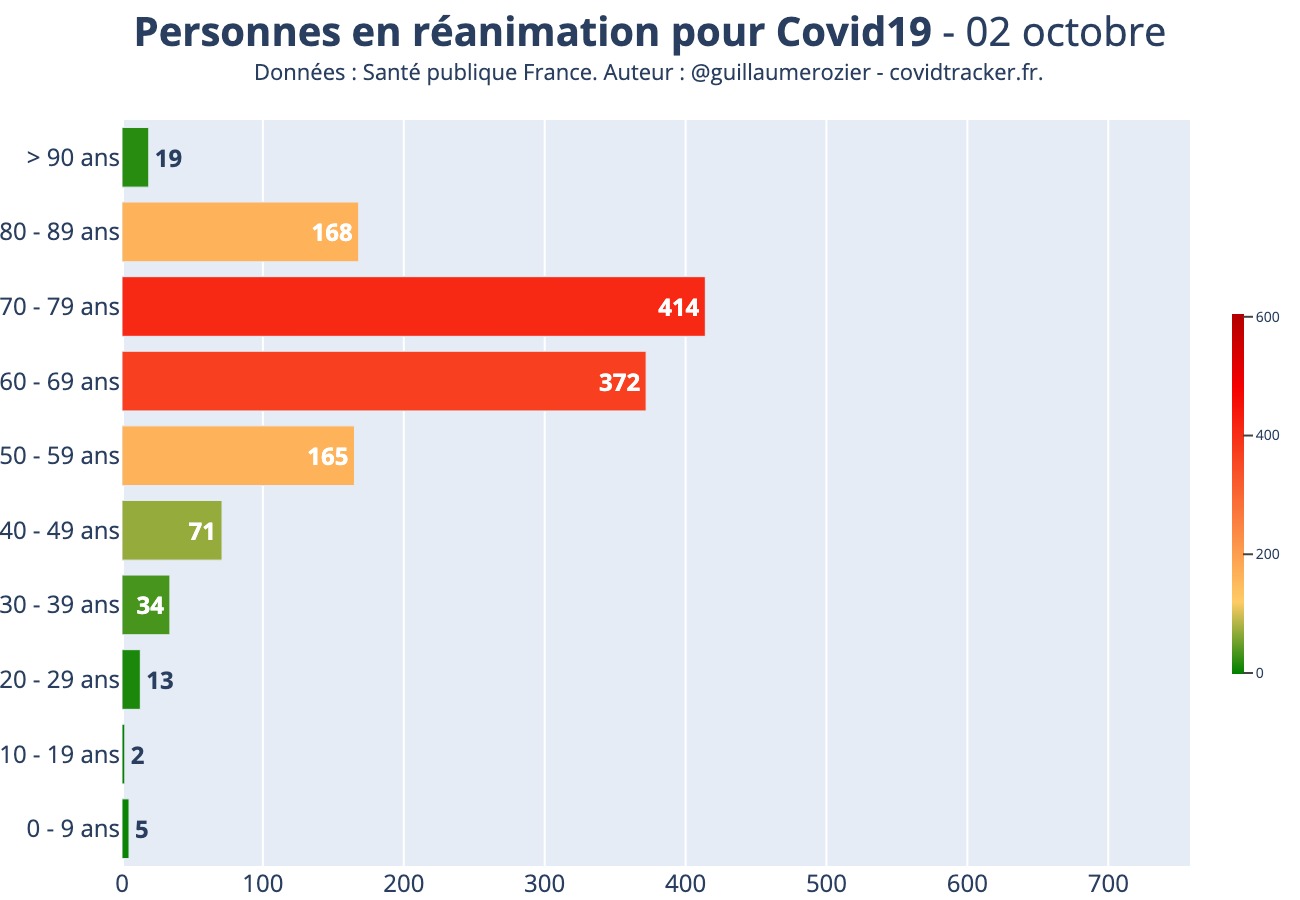 Personnes en réanimation pour Covid19 - 02 octobre
Données : Santé publique France. Auteur : @guillaumerozier - covidtracker.fr.
> 90 ans 19
80 - 89 ans 168
70 - 79 ans 414
60 - 69 ans 372
50 - 59 ans 165
40 - 49 ans 71
30 - 39 ans 34
20 - 29 ans 13
10 - 19 ans 2
0 - 9 ans 5
0 100 200 300 400 500 600 700
600
400
200
0